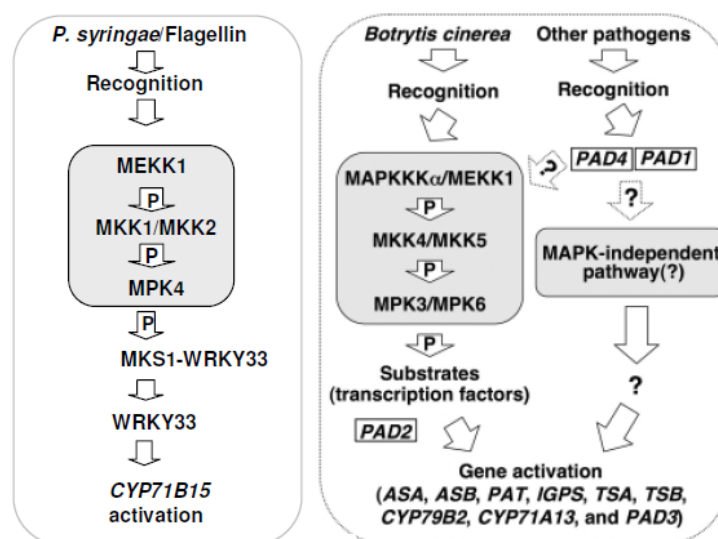 P. syringae/Flagellin
Recognition
MEKK1
P
MKK1/MKK2
P
MPK4
P
MKS1-WRKY33
WRKY33
CYP71B15
activation
Botrytis cinerea
Other pathogens
Recognition
Recognition
PAD4 PAD1
?
?
MAPKKKα/MEKK1
P
MKK4/MKK5
P
MPK3/MPK6
P
MAPK-independent
pathway(?)
Substrates
(transcription factors)
?
PAD2
Gene activation
(ASA, ASB, PAT, IGPS, TSA, TSB,
CYP79B2, CYP71A13, and PAD3)